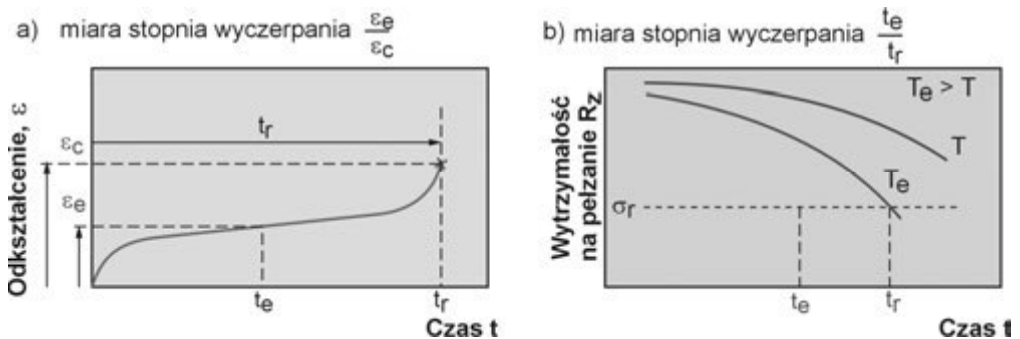 a) miara stopnia wyczerpania εe/εc
Odkształcenie, ε
εc
εe
tr
te
tr
Czas t
b) miara stopnia wyczerpania te/tr
Wytrzymałość
na pełzanie Rz
Te > T
T
Te
σr
te
tr
Czas t